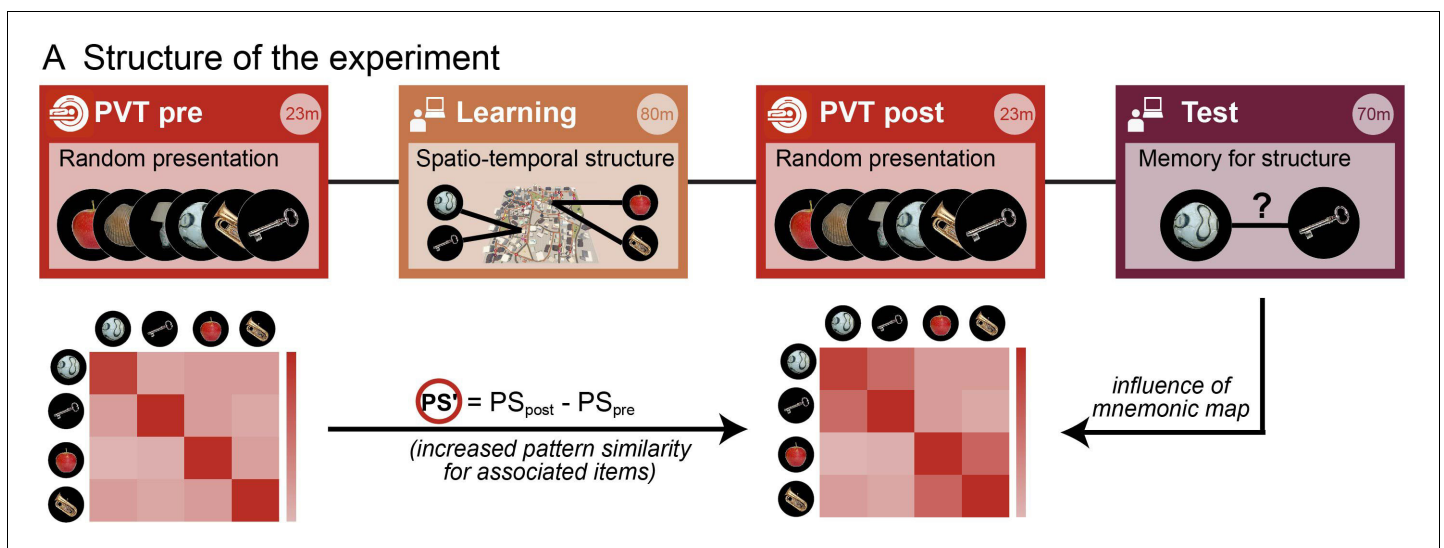 A Structure of the experiment
PVT pre 23m
Random presentation
Learning 80m
Spatio-temporal structure
PVT post 23m
Random presentation
Test 70m
Memory for structure
?
PS' = PSpost - PSpre
(increased pattern similarity
for associated items)
influence of
mnemonic map